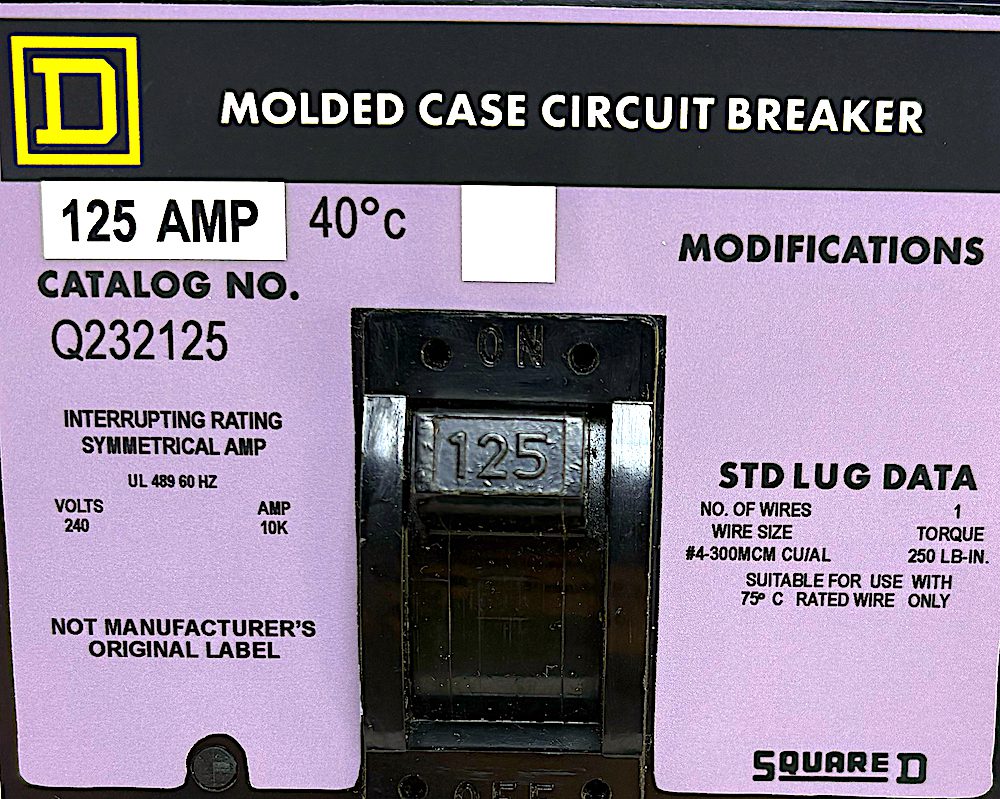 D
MOLDED CASE CIRCUIT BREAKER
125 AMP 40°c
CATALOG NO.
Q232125
INTERRUPTING RATING
SYMMETRICAL AMP
UL 489 60 HZ
VOLTS AMP
240 10K
NOT MANUFACTURER'S
ORIGINAL LABEL
ON
125
OFF
MODIFICATIONS
STD LUG DATA
NO. OF WIRES 1
WIRE SIZE TORQUE
#4-300MCM CU/AL 250 LB-IN.
SUITABLE FOR USE WITH
75° C RATED WIRE ONLY
SQUARE D